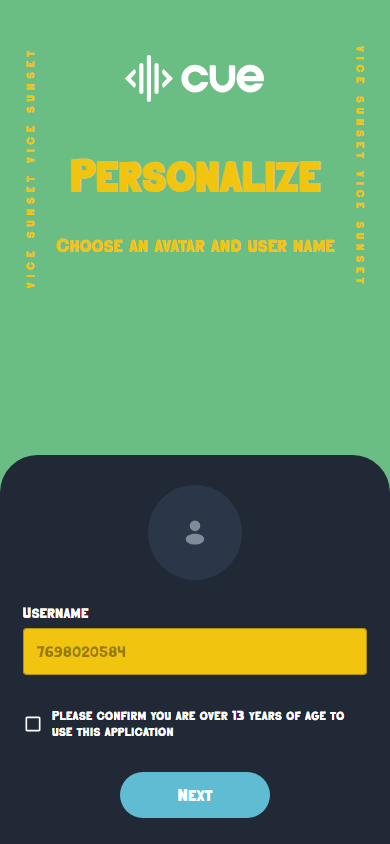 cue
VICE SUNSET VICE SUNSET
VICE SUNSET VICE SUNSET
Personalize
Choose an avatar and user name
Username
7698020584
Please confirm you are over 13 years of age to
use this application
Next